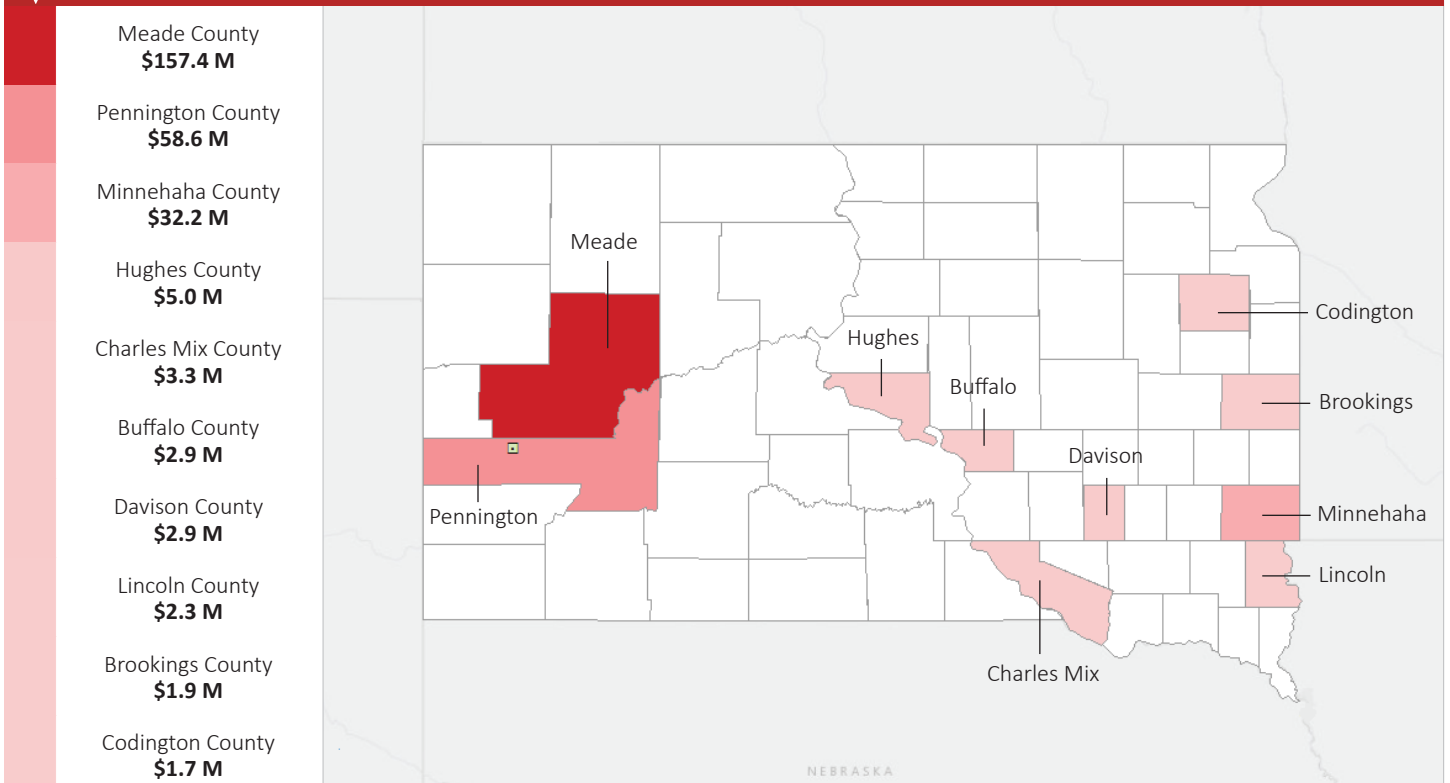 Meade County
$157.4 M
Pennington County
$58.6 M
Minnehaha County
$32.2 M
Hughes County
$5.0 M
Charles Mix County
$3.3 M
Buffalo County
$2.9 M
Davison County
$2.9 M
Lincoln County
$2.3 M
Brookings County
$1.9 M
Codington County
$1.7 M
Meade
Codington
Hughes
Buffalo
Brookings
Davison
Pennington
Minnehaha
Lincoln
Charles Mix
NEBRASKA